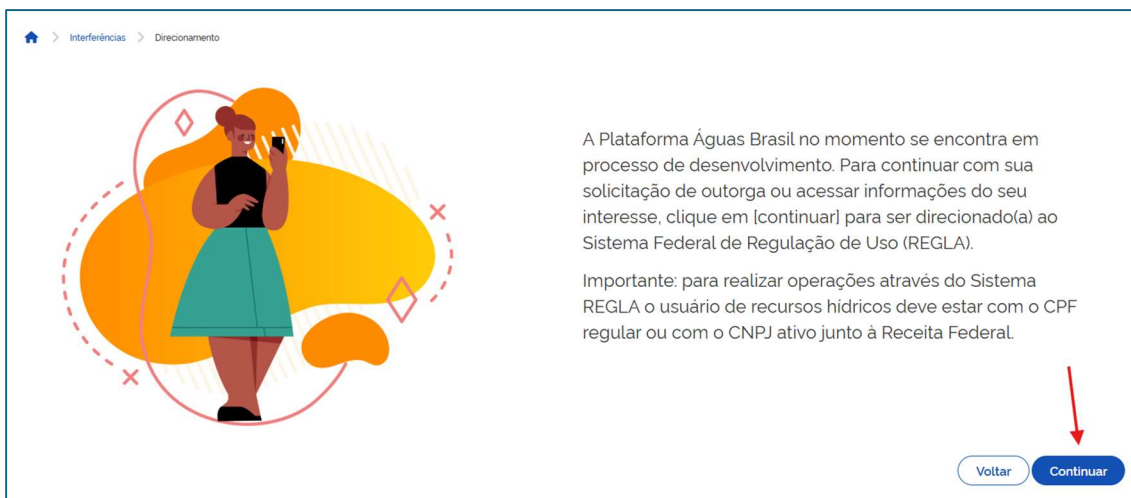 Interferências > Direcionamento
A Plataforma Águas Brasil no momento se encontra em
processo de desenvolvimento. Para continuar com sua
solicitação de outorga ou acessar informações do seu
interesse, clique em [continuar] para ser direcionado(a) ao
Sistema Federal de Regulação de Uso (REGLA).
Importante: para realizar operações através do Sistema
REGLA o usuário de recursos hídricos deve estar com o CPF
regular ou com o CNPJ ativo junto à Receita Federal.
Voltar Continuar